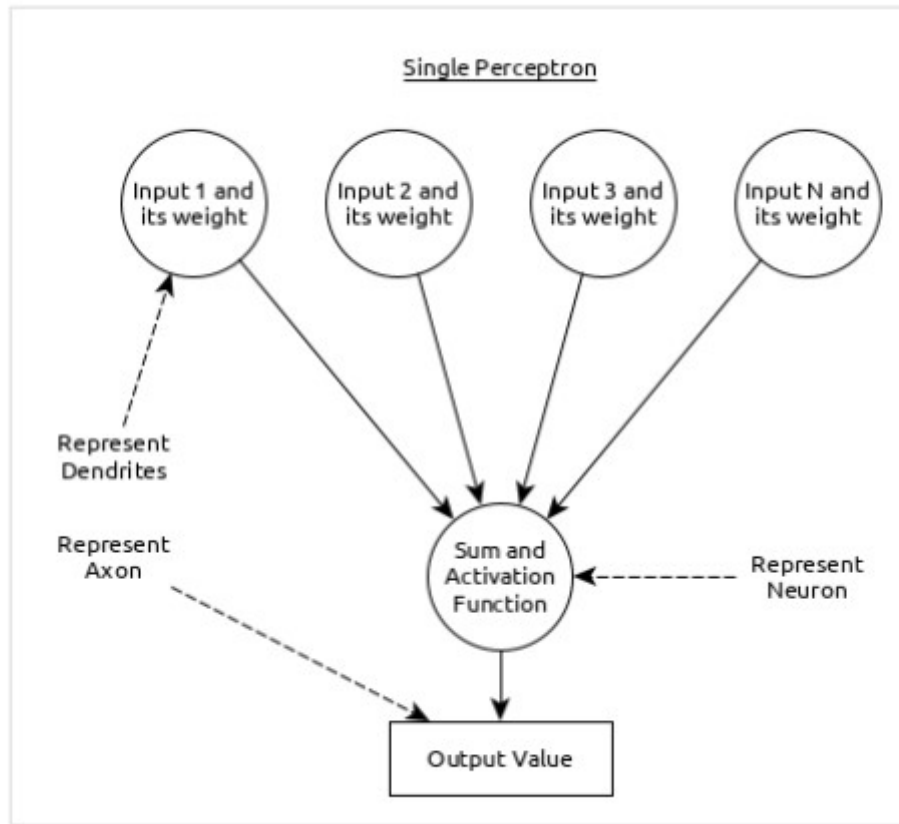 Single Perceptron
Input 1 and
its weight
Input 2 and
its weight
Input 3 and
its weight
Input N and
its weight
Represent
Dendrites
Represent
Axon
Sum and
Activation
Function
Represent
Neuron
Output Value